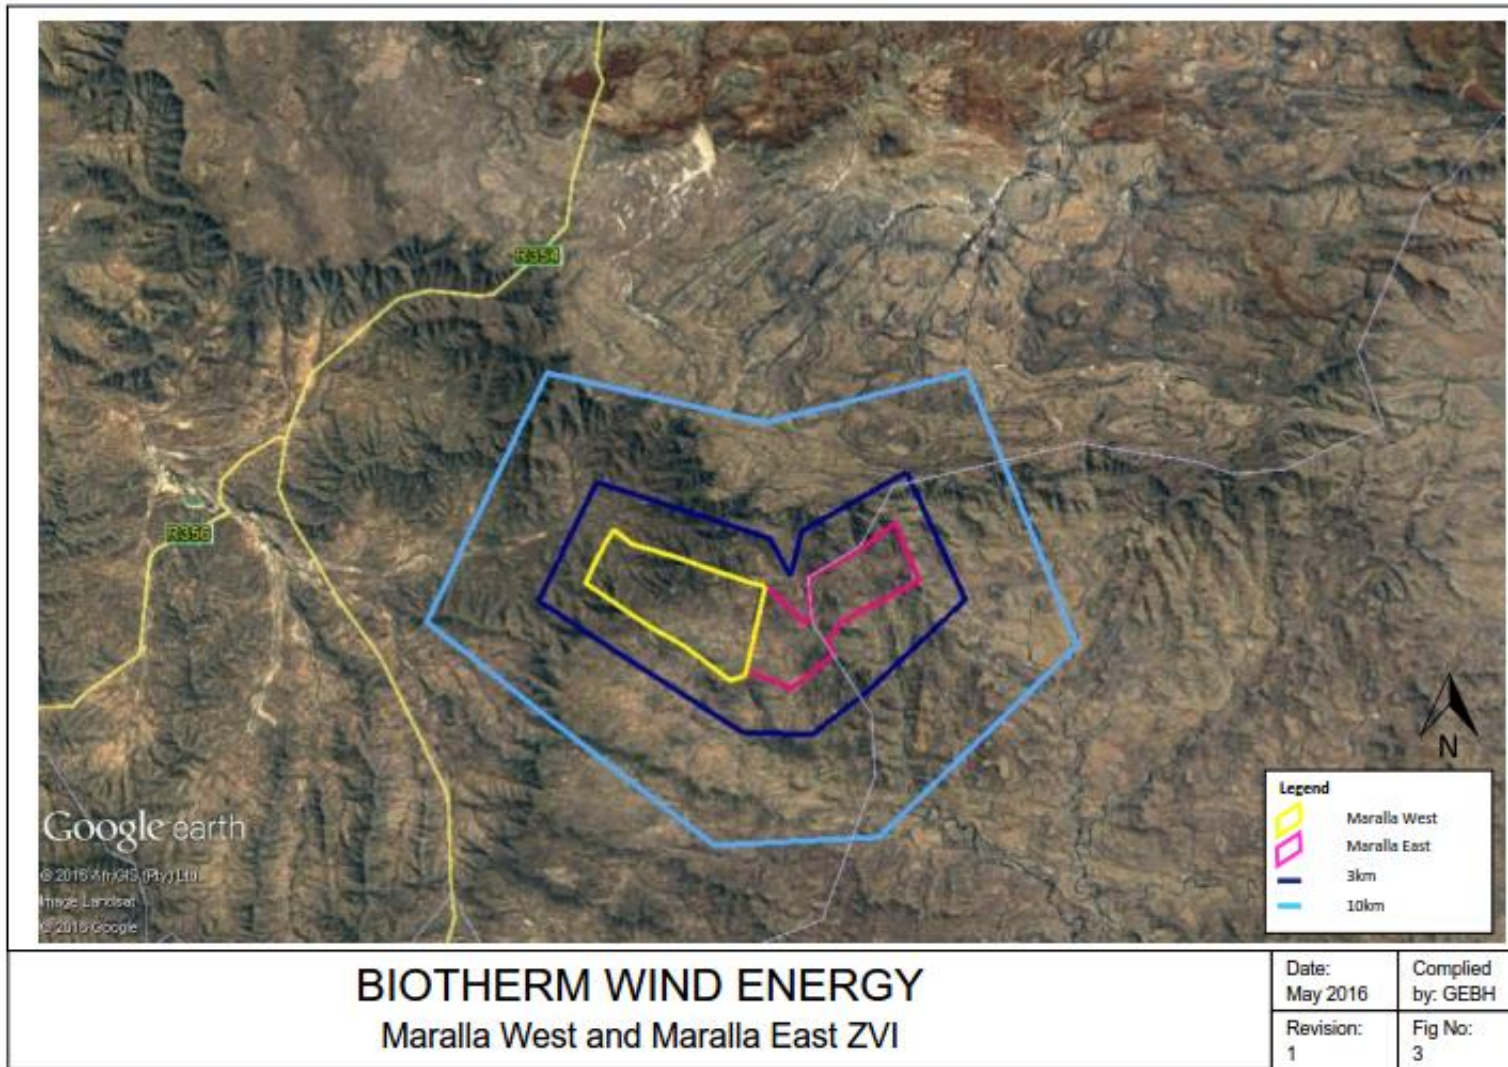 R354
R356
N
Legend
Maralla West
Maralla East
3km
10km
Google earth
© 2016 AfriGIS (Pty) Ltd.
Image Landsat
© 2016 Google
BIOTHERM WIND ENERGY
Maralla West and Maralla East ZVI
Date:
May 2016
Complied
by: GEBH
Revision:
1
Fig No:
3